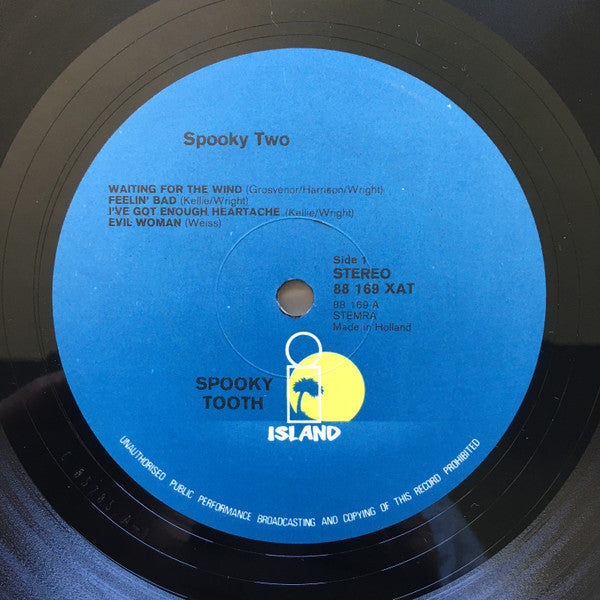 Spooky Two
WAITING FOR THE WIND (Grosvenor/Harrison/Wright)
FEELIN' BAD (Kellie/Wright)
I'VE GOT ENOUGH HEARTACHE (Kellie/Wright)
EVIL WOMAN (Weiss)
Side 1
STEREO
88 169 XAT
88 169 A
STEMRA
Made in Holland
SPOOKY
TOOTH
ISLAND
UNAUTHORISED PUBLIC PERFORMANCE BROADCASTING AND COPYING OF THIS RECORD PROHIBITED